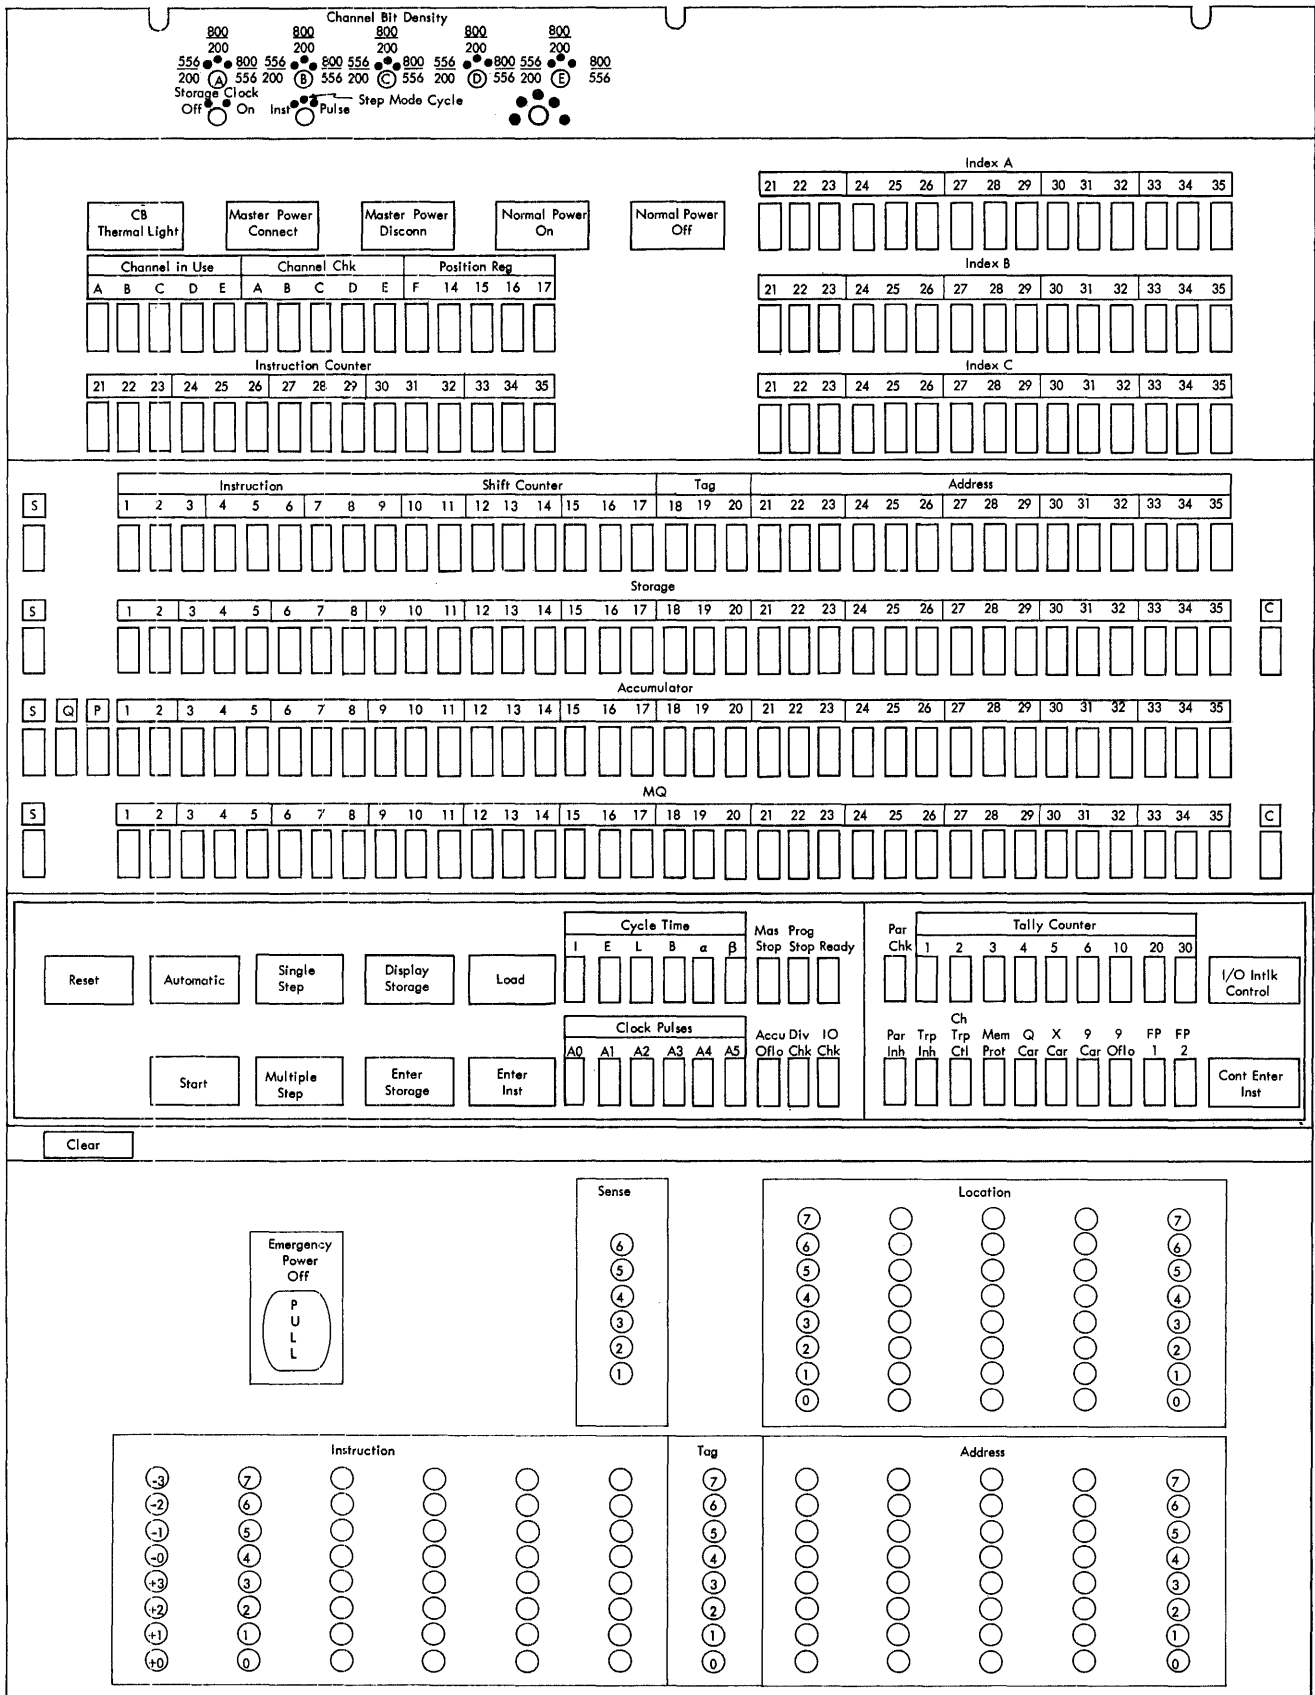 Channel Bit Density
800 800 800 800 800
200 200 200 200 200
556 800 556 800 556 800 556 800 556 800
200 A 556 200 B 556 200 C 556 200 D 556 200 E 556
Storage Clock
Off On Inst Pulse Step Mode Cycle
Index A
21 22 23 24 25 26 27 28 29 30 31 32 33 34 35
CB Thermal Light
Master Power Connect
Master Power Disconn
Normal Power On
Normal Power Off
Channel in Use Channel Chk Position Reg
A B C D E A B C D E F 14 15 16 17
Index B
21 22 23 24 25 26 27 28 29 30 31 32 33 34 35
Instruction Counter
21 22 23 24 25 26 27 28 29 30 31 32 33 34 35
Index C
21 22 23 24 25 26 27 28 29 30 31 32 33 34 35
Instruction Shift Counter Tag Address
S 1 2 3 4 5 6 7 8 9 10 11 12 13 14 15 16 17 18 19 20 21 22 23 24 25 26 27 28 29 30 31 32 33 34 35
Storage
S 1 2 3 4 5 6 7 8 9 10 11 12 13 14 15 16 17 18 19 20 21 22 23 24 25 26 27 28 29 30 31 32 33 34 35 C
Accumulator
S Q P 1 2 3 4 5 6 7 8 9 10 11 12 13 14 15 16 17 18 19 20 21 22 23 24 25 26 27 28 29 30 31 32 33 34 35
MQ
S 1 2 3 4 5 6 7 8 9 10 11 12 13 14 15 16 17 18 19 20 21 22 23 24 25 26 27 28 29 30 31 32 33 34 35 C
Reset
Automatic
Single Step
Display Storage
Load
Cycle Time
I E L B α β
Mas Stop
Prog Stop
Ready
Par Chk
Tally Counter
1 2 3 4 5 6 10 20 30
I/O Intlk Control
Start
Multiple Step
Enter Storage
Enter Inst
Clock Pulses
A0 A1 A2 A3 A4 A5
Accu Oflo
Div Chk
IO Chk
Par Inh
Trp Inh
Ch Trp Ctl
Mem Prot
Q Car
X Car
9 Car
9 Oflo
FP 1
FP 2
Cont Enter Inst
Clear
Emergency
Power
Off
P
U
L
L
Sense
6
5
4
3
2
1
Location
7 7
6 6
5 5
4 4
3 3
2 2
1 1
0 0
Instruction Tag Address
-3 7 7 7
-2 6 6 6
-1 5 5 5
-0 4 4 4
+3 3 3 3
+2 2 2 2
+1 1 1 1
+0 0 0 0